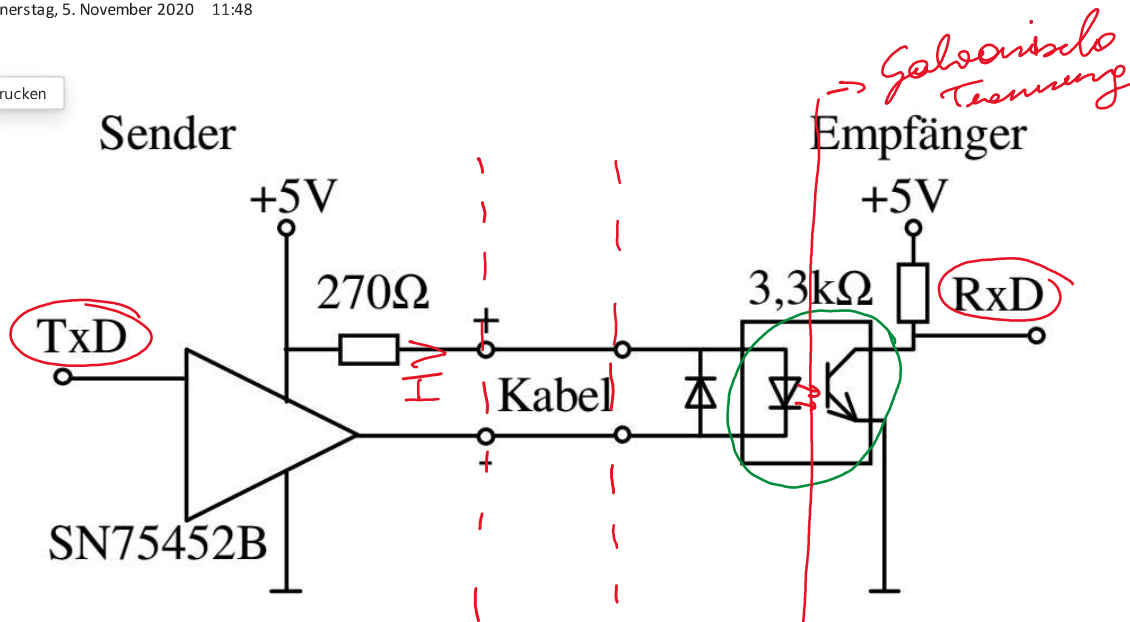 nerstag, 5. November 2020 11:48
rucken
Galvanische
Trennung
Sender
Empfänger
+5V
+5V
270Ω
3,3kΩ
TxD
RxD
+
I
Kabel
+
SN75452B